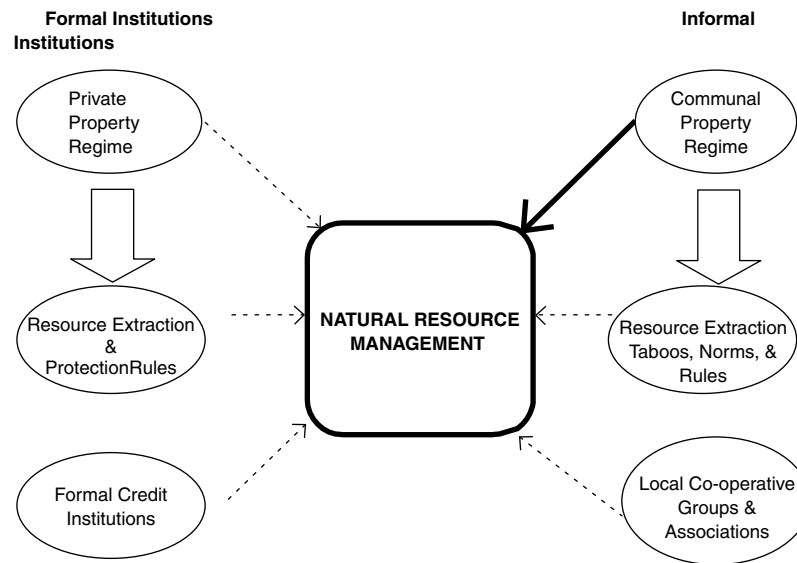 Formal Institutions Informal
Institutions
Private
Property
Regime
Communal
Property
Regime
Resource Extraction
&
ProtectionRules
NATURAL RESOURCE
MANAGEMENT
Resource Extraction
Taboos, Norms, &
Rules
Formal Credit
Institutions
Local Co-operative
Groups &
Associations